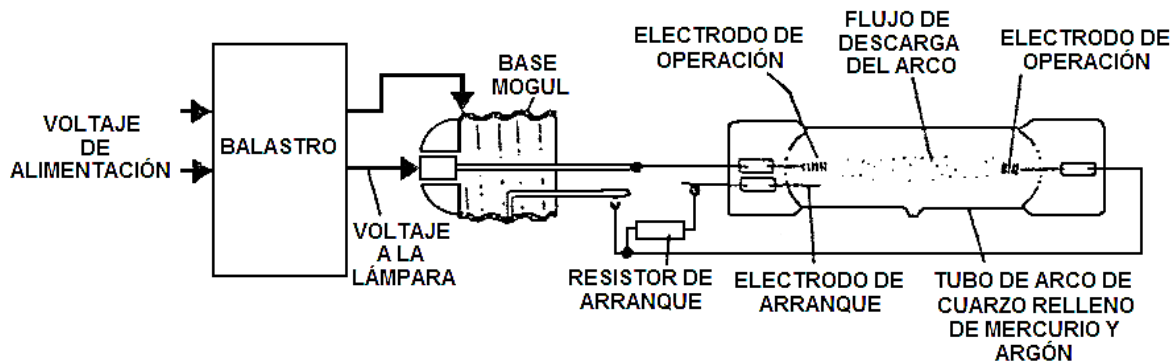 VOLTAJE
DE
ALIMENTACIÓN
BALASTRO
VOLTAJE
A LA
LÁMPARA
BASE
MOGUL
ELECTRODO DE
OPERACIÓN
FLUJO DE
DESCARGA
DEL ARCO
ELECTRODO DE
OPERACIÓN
RESISTOR DE
ARRANQUE
ELECTRODO DE
ARRANQUE
TUBO DE ARCO DE
CUARZO RELLENO
DE MERCURIO Y
ARGÓN